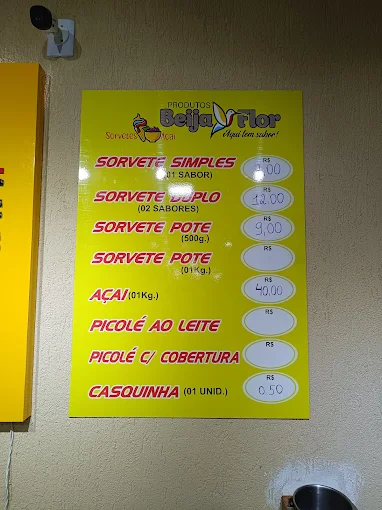 PRODUTOS
Beija Flor
Sorvetes Açaí Aqui tem sabor!
SORVETE SIMPLES R$
(01 SABOR)
SORVETE DUPLO R$ 12,00
(02 SABORES)
SORVETE POTE R$ 9,00
(500g.)
SORVETE POTE R$
(01Kg.)
AÇAÍ (01Kg.) R$ 40,00
PICOLÉ AO LEITE R$
PICOLÉ C/ COBERTURA R$
CASQUINHA (01 UNID.) R$ 0,50